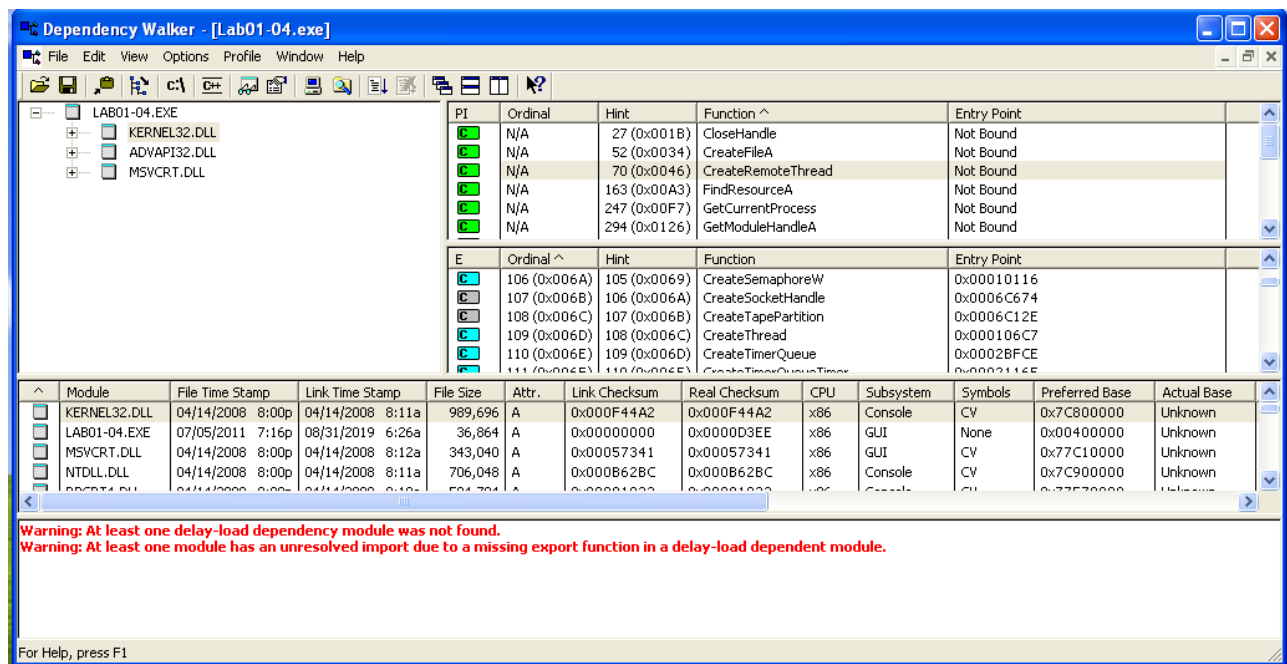 Dependency Walker - [Lab01-04.exe]
File Edit View Options Profile Window Help
c:\ C++
LAB01-04.EXE
KERNEL32.DLL
ADVAPI32.DLL
MSVCRT.DLL
PI Ordinal Hint Function ^ Entry Point
C N/A 27 (0x001B) CloseHandle Not Bound
C N/A 52 (0x0034) CreateFileA Not Bound
C N/A 70 (0x0046) CreateRemoteThread Not Bound
C N/A 163 (0x00A3) FindResourceA Not Bound
C N/A 247 (0x00F7) GetCurrentProcess Not Bound
C N/A 294 (0x0126) GetModuleHandleA Not Bound
E Ordinal ^ Hint Function Entry Point
C 106 (0x006A) 105 (0x0069) CreateSemaphoreW 0x00010116
C 107 (0x006B) 106 (0x006A) CreateSocketHandle 0x0006C674
C 108 (0x006C) 107 (0x006B) CreateTapePartition 0x0006C12E
C 109 (0x006D) 108 (0x006C) CreateThread 0x000106C7
C 110 (0x006E) 109 (0x006D) CreateTimerQueue 0x0002BFCE
111 (0x006F) 110 (0x006E) CreateTimerQueueTimer
^ Module File Time Stamp Link Time Stamp File Size Attr. Link Checksum Real Checksum CPU Subsystem Symbols Preferred Base Actual Base
KERNEL32.DLL 04/14/2008 8:00p 04/14/2008 8:11a 989,696 A 0x000F44A2 0x000F44A2 x86 Console CV 0x7C800000 Unknown
LAB01-04.EXE 07/05/2011 7:16p 08/31/2019 6:26a 36,864 A 0x00000000 0x0000D3EE x86 GUI None 0x00400000 Unknown
MSVCRT.DLL 04/14/2008 8:00p 04/14/2008 8:12a 343,040 A 0x00057341 0x00057341 x86 GUI CV 0x77C10000 Unknown
NTDLL.DLL 04/14/2008 8:00p 04/14/2008 8:11a 706,048 A 0x000B62BC 0x000B62BC x86 Console CV 0x7C900000 Unknown
Warning: At least one delay-load dependency module was not found.
Warning: At least one module has an unresolved import due to a missing export function in a delay-load dependent module.
For Help, press F1